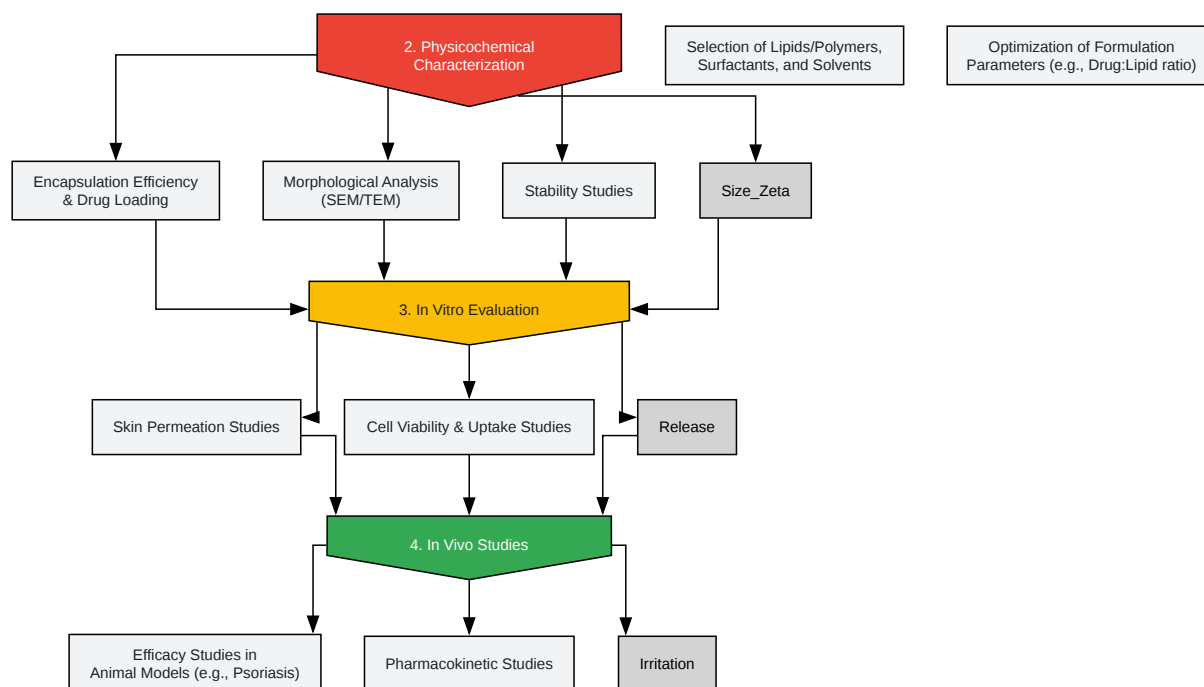 2. Physicochemical
Characterization
Selection of Lipids/Polymers,
Surfactants, and Solvents
Optimization of Formulation
Parameters (e.g., Drug:Lipid ratio)
Encapsulation Efficiency
& Drug Loading
Morphological Analysis
(SEM/TEM)
Stability Studies
Size_Zeta
3. In Vitro Evaluation
Skin Permeation Studies
Cell Viability & Uptake Studies
Release
4. In Vivo Studies
Efficacy Studies in
Animal Models (e.g., Psoriasis)
Pharmacokinetic Studies
Irritation